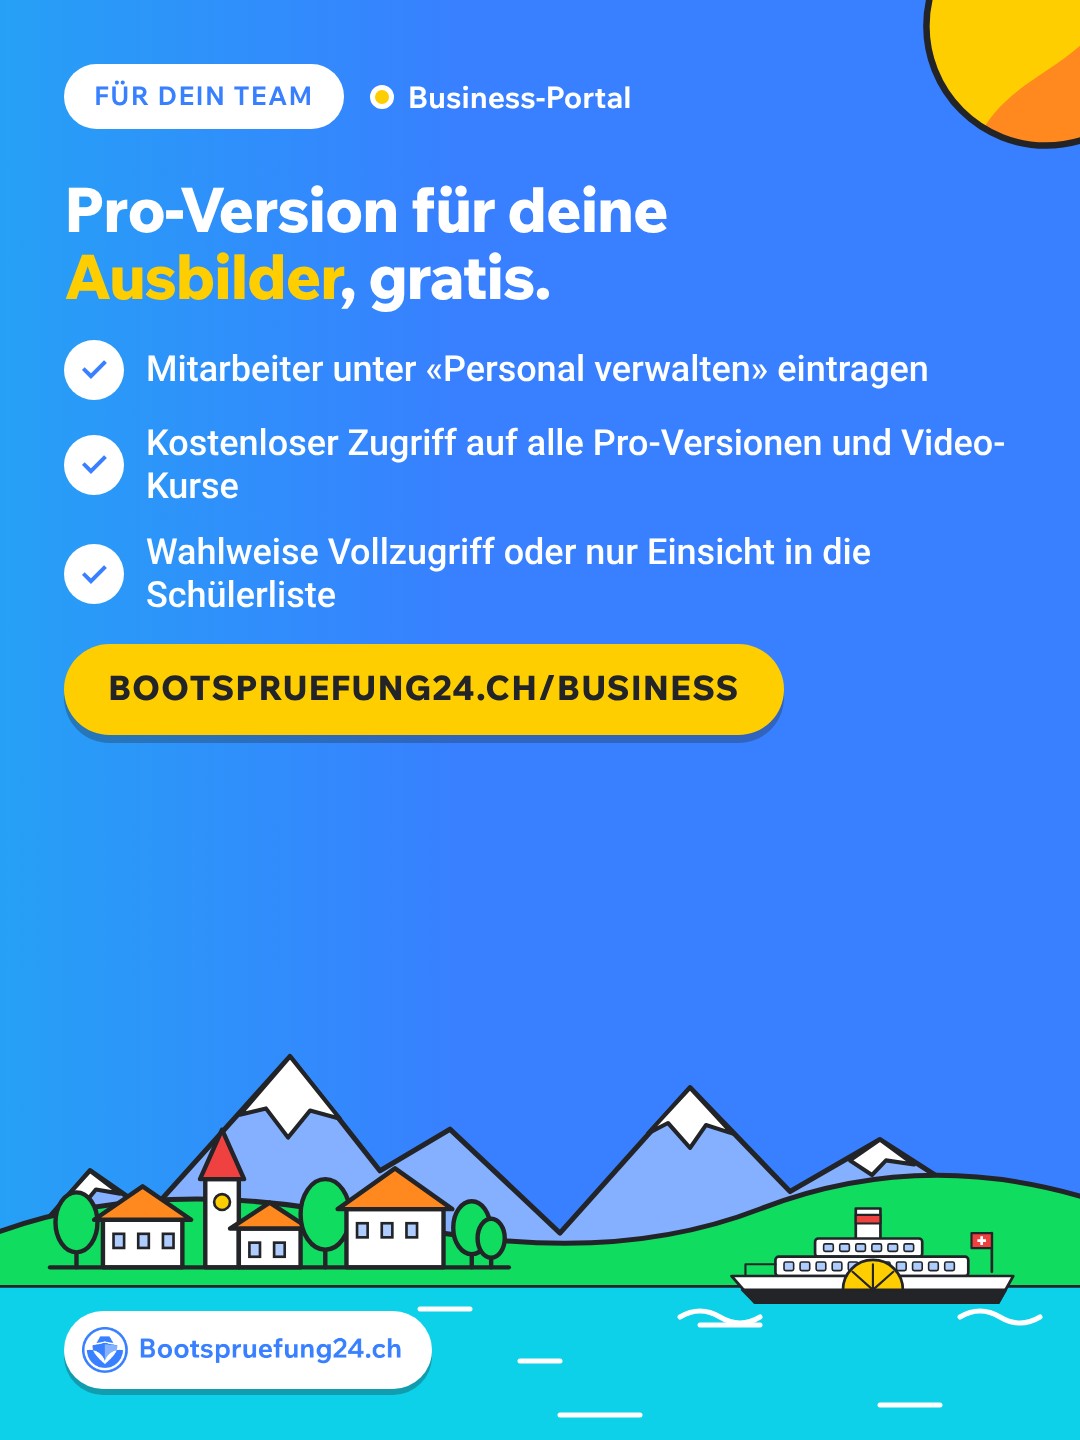 FÜR DEIN TEAM
Business-Portal
Pro-Version für deine
Ausbilder, gratis.
Mitarbeiter unter «Personal verwalten» eintragen
Kostenloser Zugriff auf alle Pro-Versionen und Video-
Kurse
Wahlweise Vollzugriff oder nur Einsicht in die
Schülerliste
BOOTSPRUEFUNG24.CH/BUSINESS
Bootspruefung24.ch